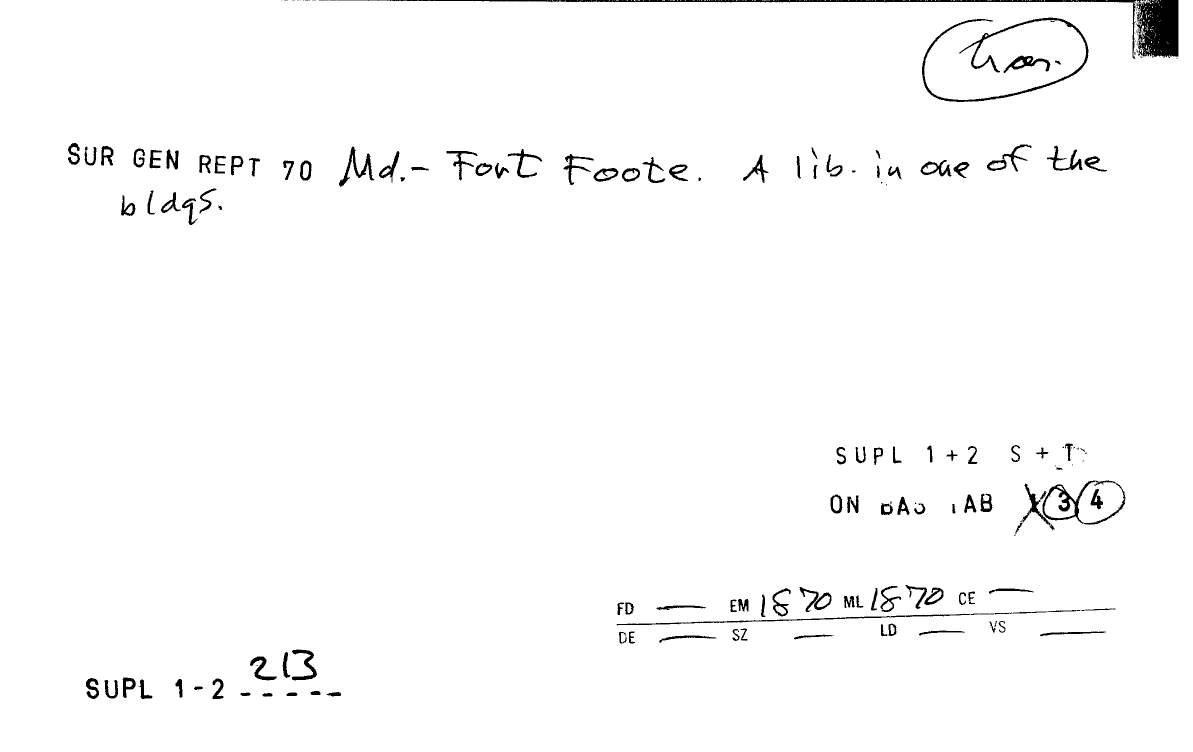 SUR GEN REPT 70 Md.- Fort Foote. A lib. in one of the
bldgs.
SUPL 1+2 S + T
ON BAS TAB 3 4
FD — EM 1870 ML 1870 CE —
DE — SZ — LD — VS —
213
SUPL 1-2 -----